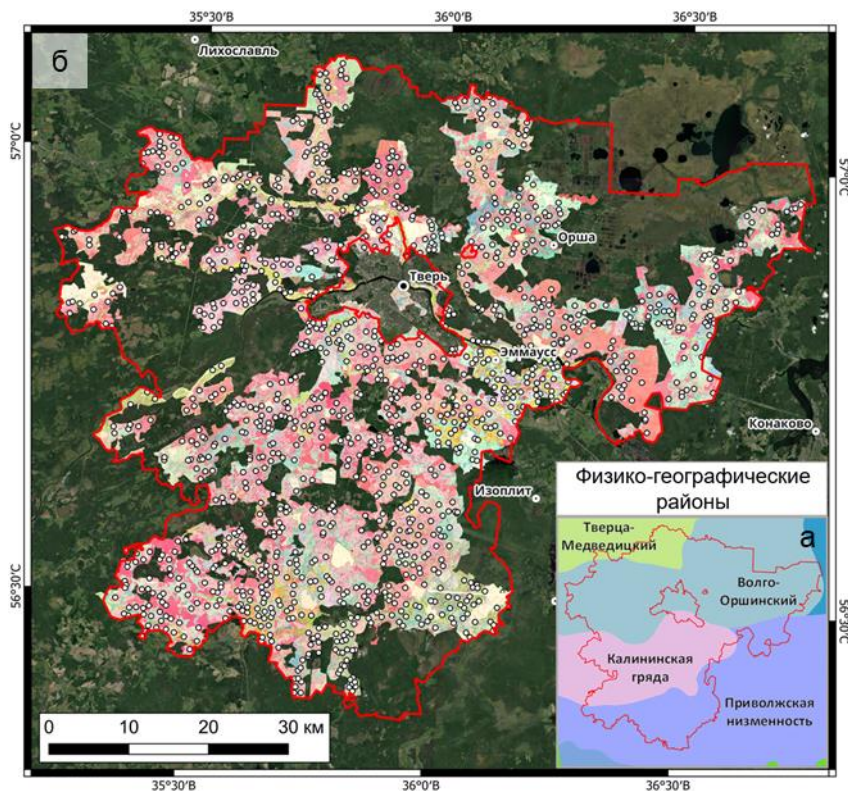 35°30'В
36°0'В
36°30'В
б
Лихославль
57°0'С
57°0'С
Орша
Тверь
Эммаусс
Конаково
Изоплит
Физико-географические
районы
а
Тверца-
Медведицкий
Волго-
Оршинский
Калининская
гряда
Приволжская
низменность
56°30'С
56°30'С
0 10 20 30 км
35°30'В
36°0'В
36°30'В